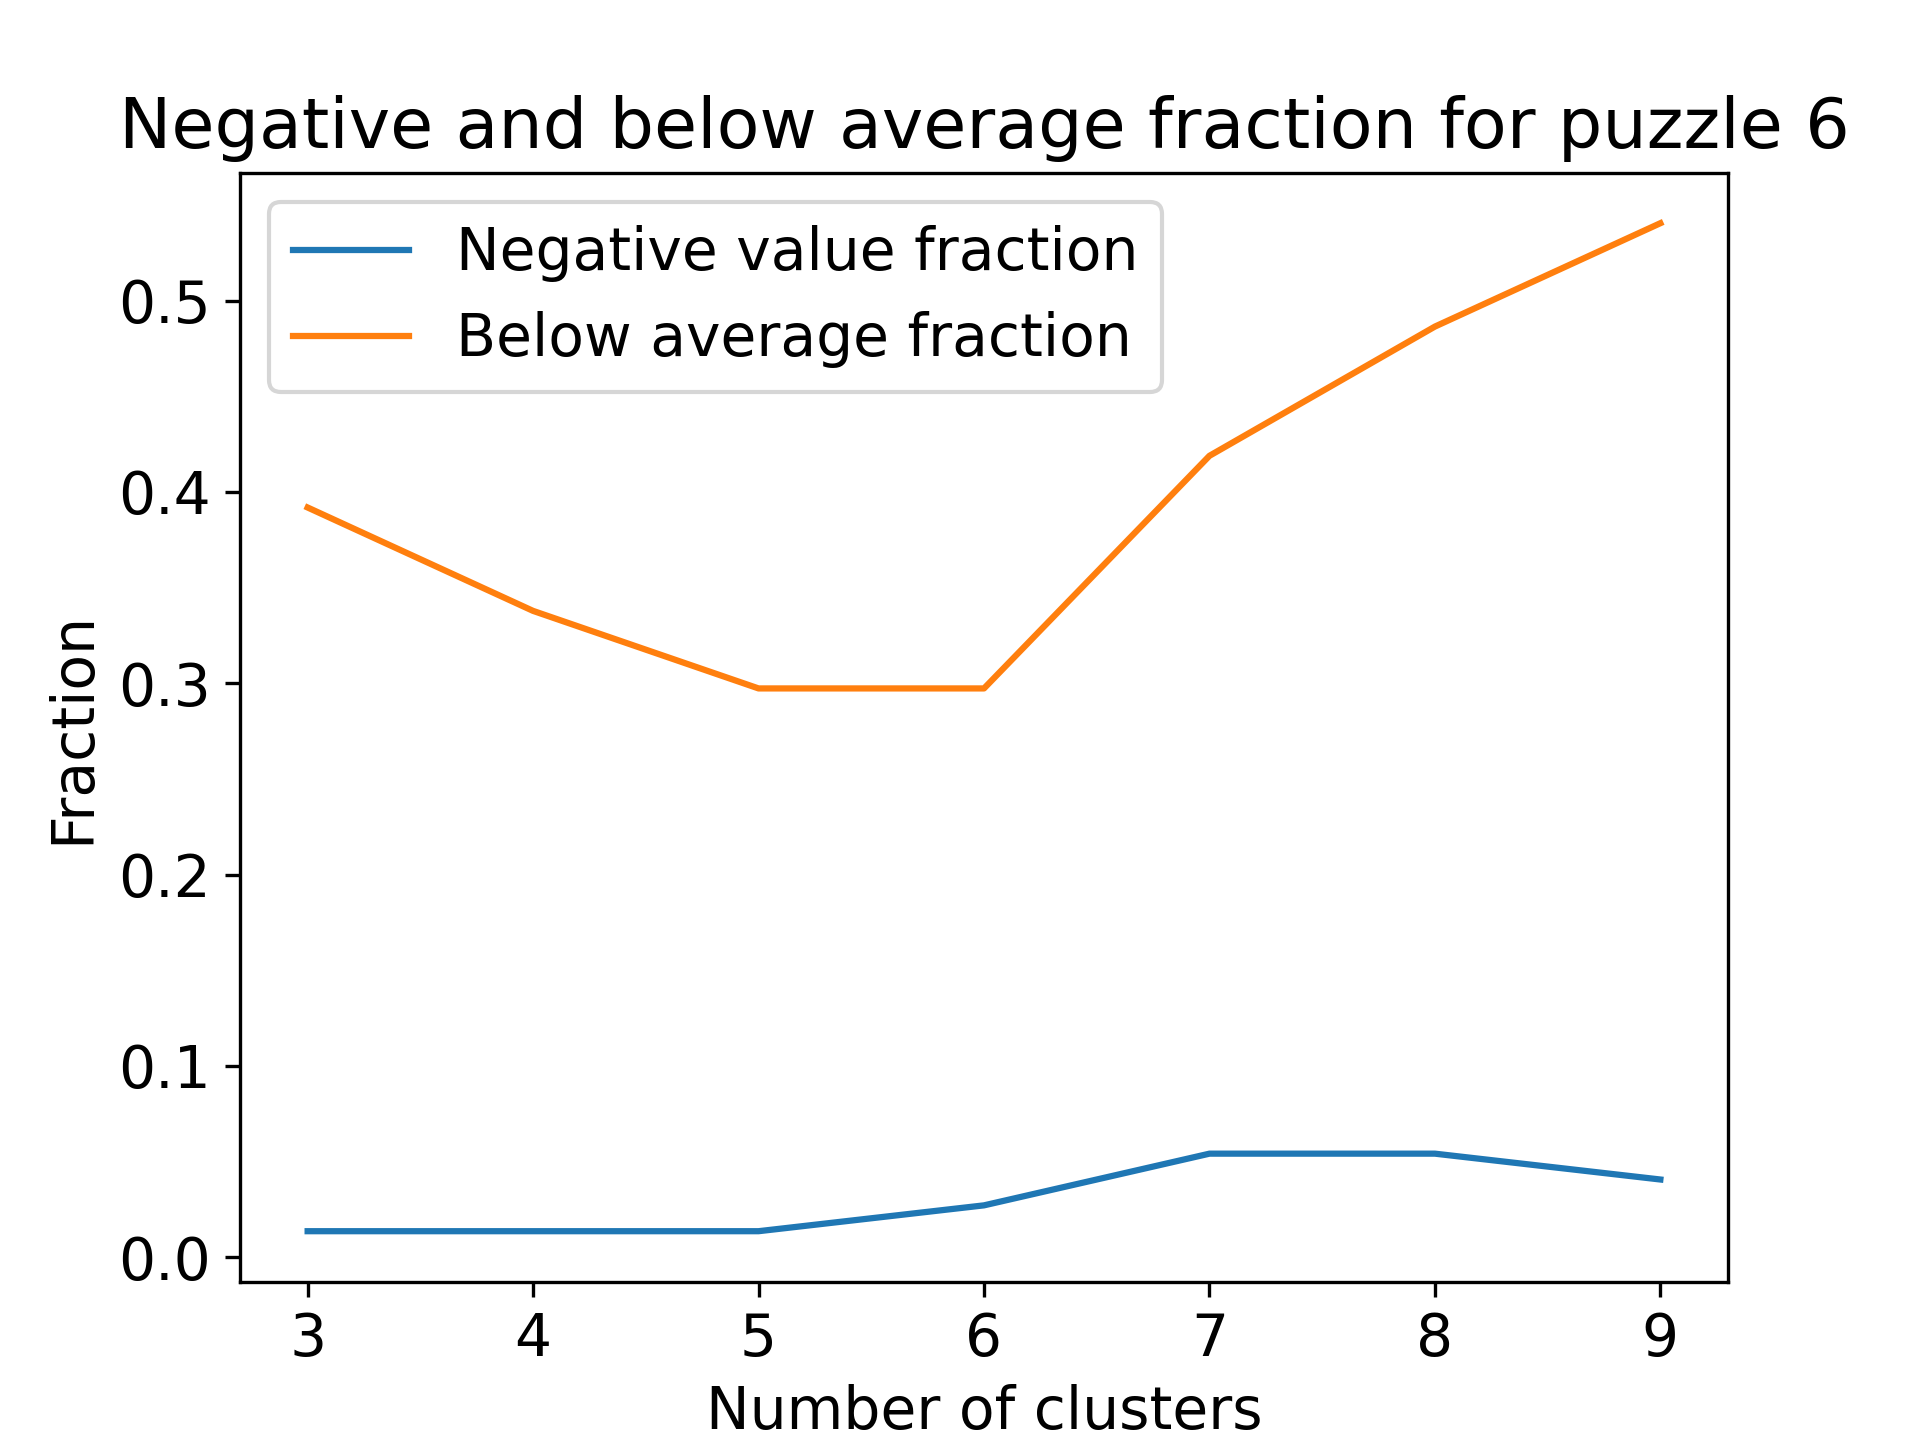 Negative and below average fraction for puzzle 6
Negative value fraction
Below average fraction
Fraction
0.5
0.4
0.3
0.2
0.1
0.0
3 4 5 6 7 8 9
Number of clusters